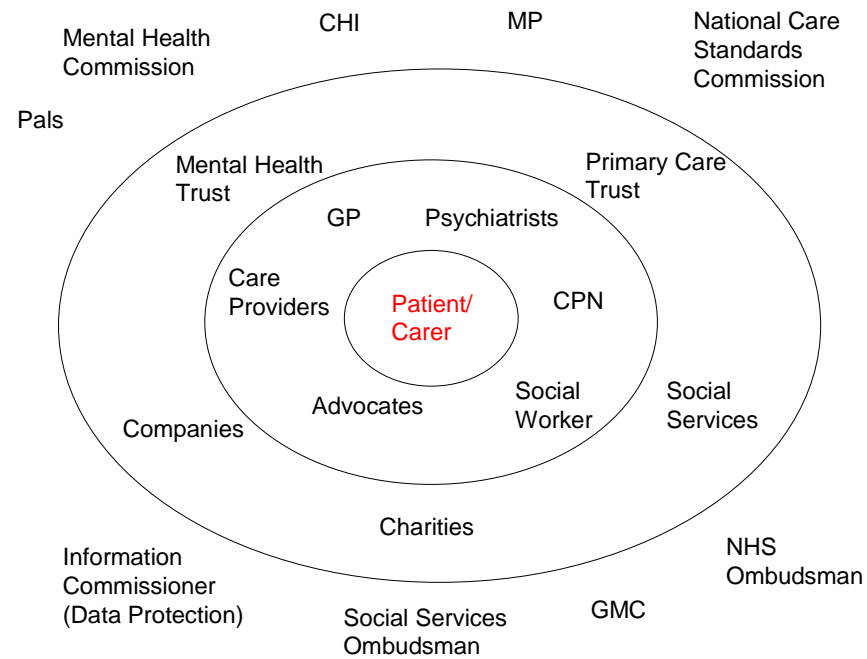 CHI
MP
National Care
Standards
Commission
Mental Health
Commission
Pals
Mental Health
Trust
Primary Care
Trust
GP
Psychiatrists
Care
Providers
Patient/
Carer
CPN
Advocates
Social
Worker
Social
Services
Companies
Charities
Information
Commissioner
(Data Protection)
NHS
Ombudsman
Social Services
Ombudsman
GMC